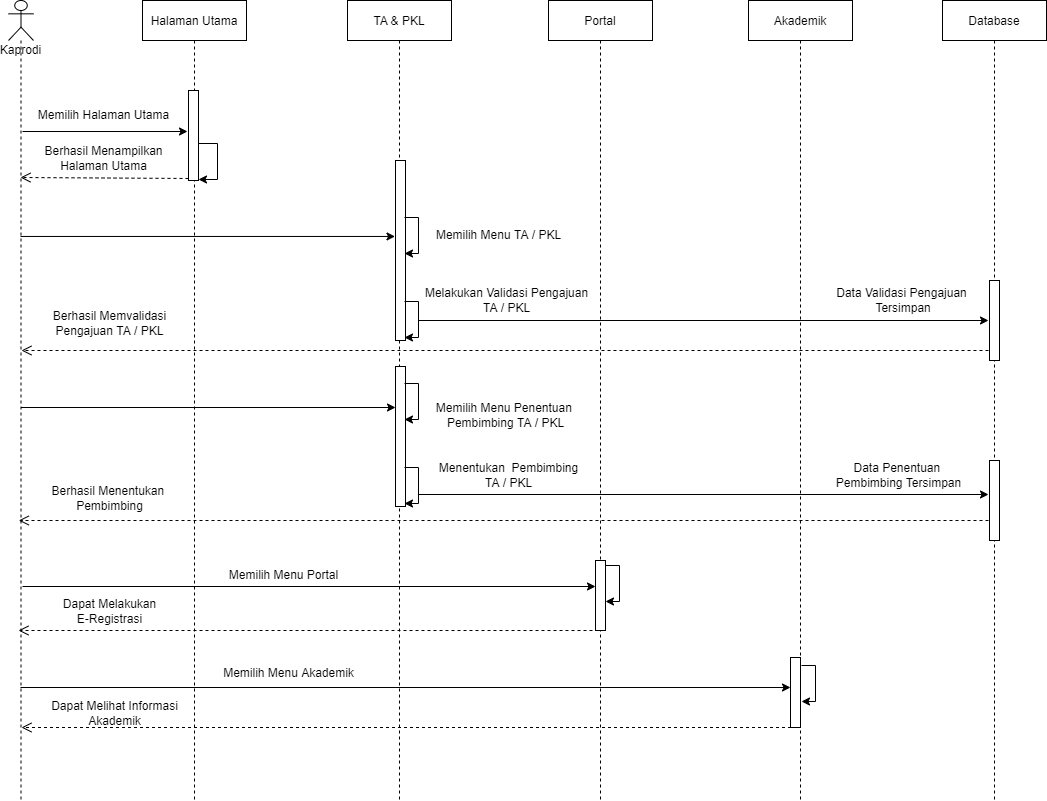 Kaprodi
Halaman Utama
TA & PKL
Portal
Akademik
Database
Memilih Halaman Utama
Berhasil Menampilkan
Halaman Utama
Memilih Menu TA / PKL
Melakukan Validasi Pengajuan
TA / PKL
Data Validasi Pengajuan
Tersimpan
Berhasil Memvalidasi
Pengajuan TA / PKL
Memilih Menu Penentuan
Pembimbing TA / PKL
Menentukan Pembimbing
TA / PKL
Data Penentuan
Pembimbing Tersimpan
Berhasil Menentukan
Pembimbing
Memilih Menu Portal
Dapat Melakukan
E-Registrasi
Memilih Menu Akademik
Dapat Melihat Informasi
Akademik